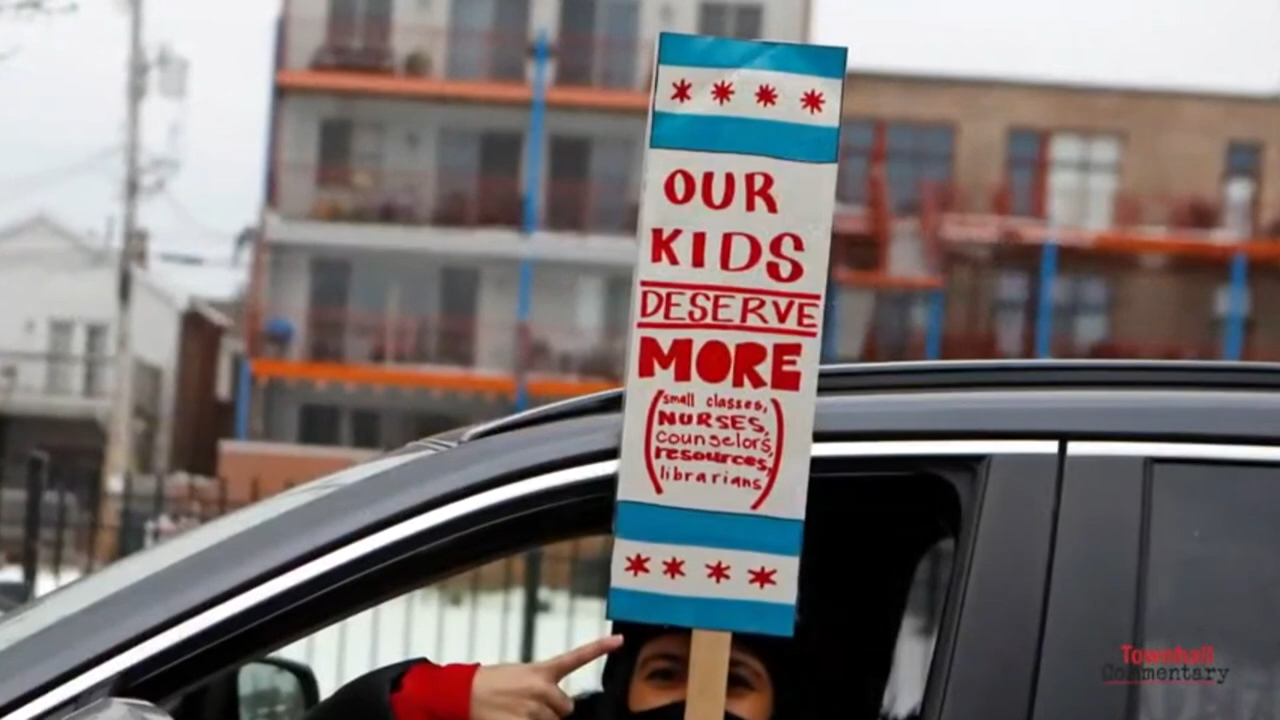 OUR
KIDS
DESERVE
MORE
(small classes,
NURSES,
counselors,
resources,
librarians)
Townhall
Commentary